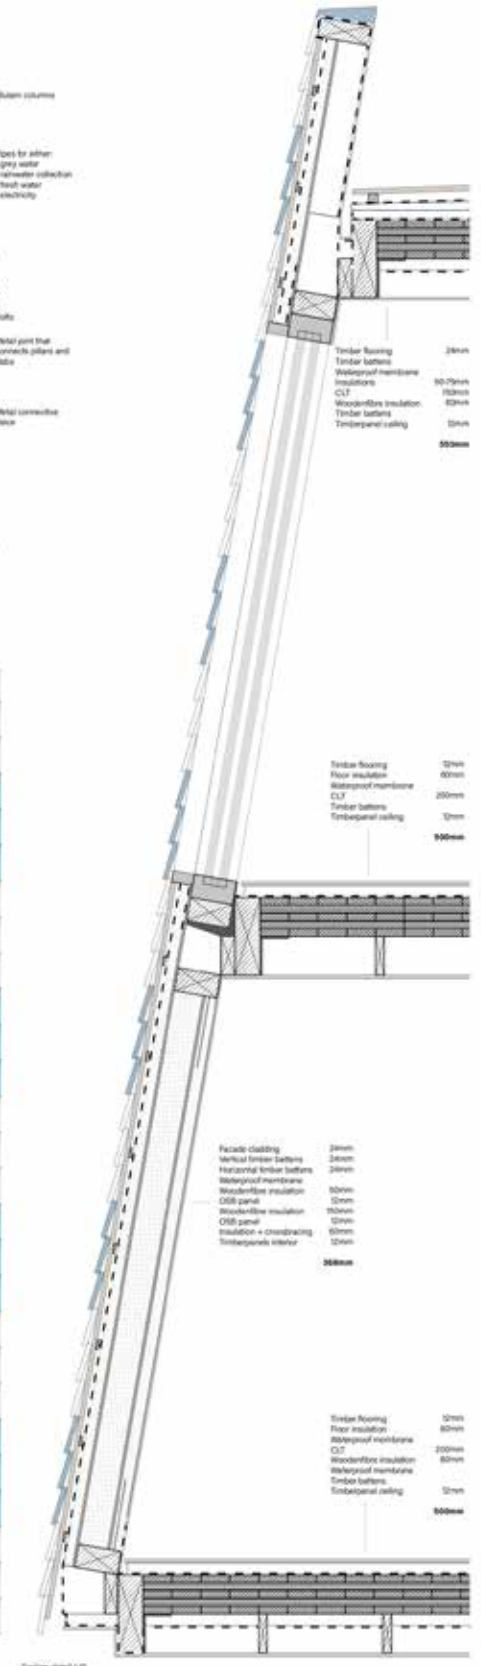 columns
pipes for either:
grey water
rainwater collection
fresh water
electricity
bolts
Metal joint that
connects pillars and
slabs
Metal connective
piece
Timber flooring 24mm
Timber battens
Waterproof membrane
Insulations 50-75mm
CLT 150mm
Woodenfibre insulation 60mm
Timber battens
Timberpanel ceiling 12mm
550mm
Timber flooring 12mm
Floor insulation 60mm
Waterproof membrane
CLT 200mm
Timber battens
Timberpanel ceiling 12mm
500mm
Facade cladding 24mm
Vertical timber battens 24mm
Horizontal timber battens 24mm
Waterproof membrane
Woodenfibre insulation 50mm
OSB panel 12mm
Woodenfibre insulation 150mm
OSB panel 12mm
Insulation + crossbracing 60mm
Timberpanels interior 12mm
368mm
Timber flooring 12mm
Floor insulation 60mm
Waterproof membrane
CLT 200mm
Woodenfibre insulation 60mm
Waterproof membrane
Timber battens
Timberpanel ceiling 12mm
500mm